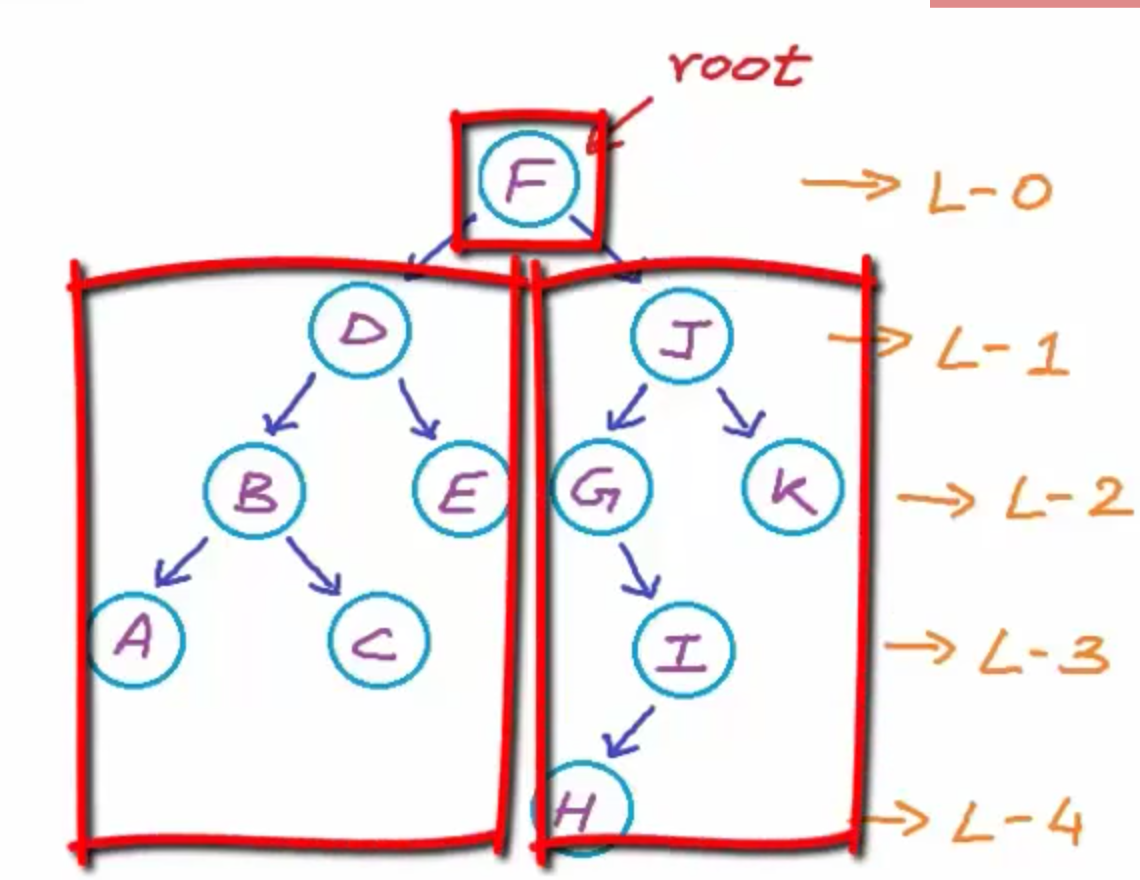 root
F → L-0
D J → L-1
B E G K → L-2
A C I → L-3
H → L-4